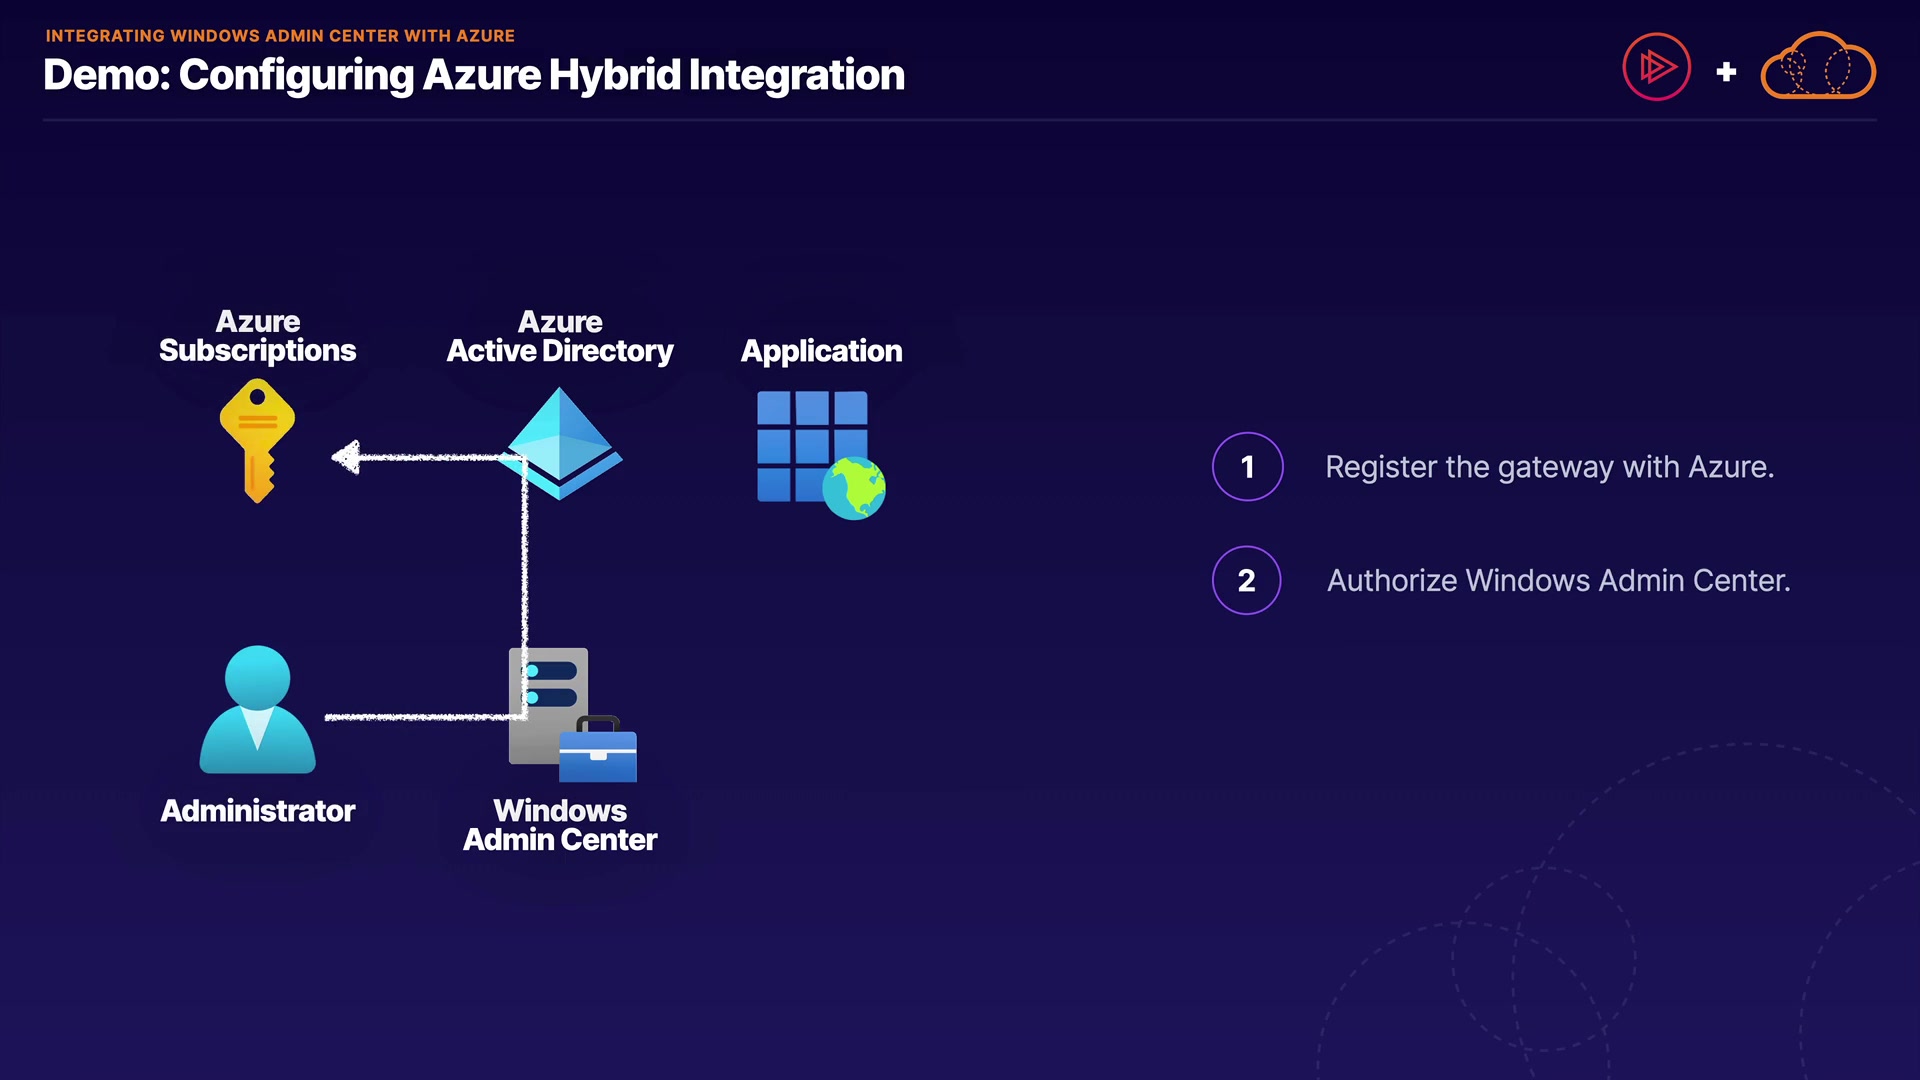 INTEGRATING WINDOWS ADMIN CENTER WITH AZURE
Demo: Configuring Azure Hybrid Integration
Azure
Subscriptions
Azure
Active Directory
Application
Administrator
Windows
Admin Center
1 Register the gateway with Azure.
2 Authorize Windows Admin Center.